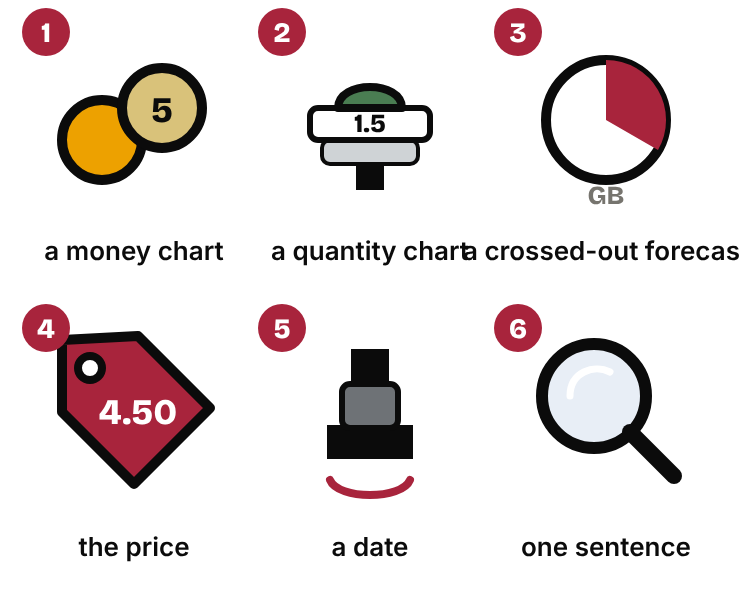 1
2
3
5
1.5
GB
a money chart
a quantity chart
a crossed-out forecas
4
5
6
4.50
the price
a date
one sentence